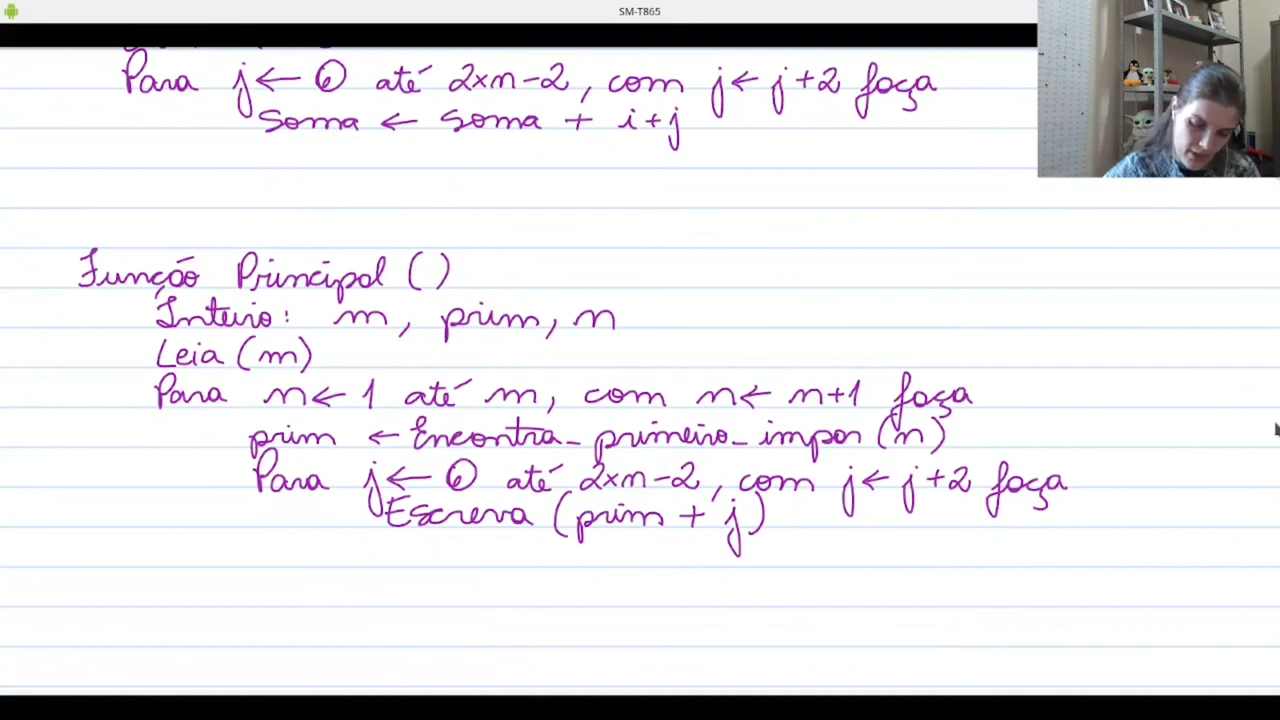 SM-T865
Para j ← 0 até 2×n-2, com j ← j+2 faça
soma ← soma + i+j
Função Principal ()
Inteiro: m, prim, n
Leia (m)
Para n ← 1 até m, com n ← n+1 faça
prim ← Encontra_primeiro_impar (n)
Para j ← 0 até 2×n-2, com j ← j+2 faça
Escreva (prim + j)